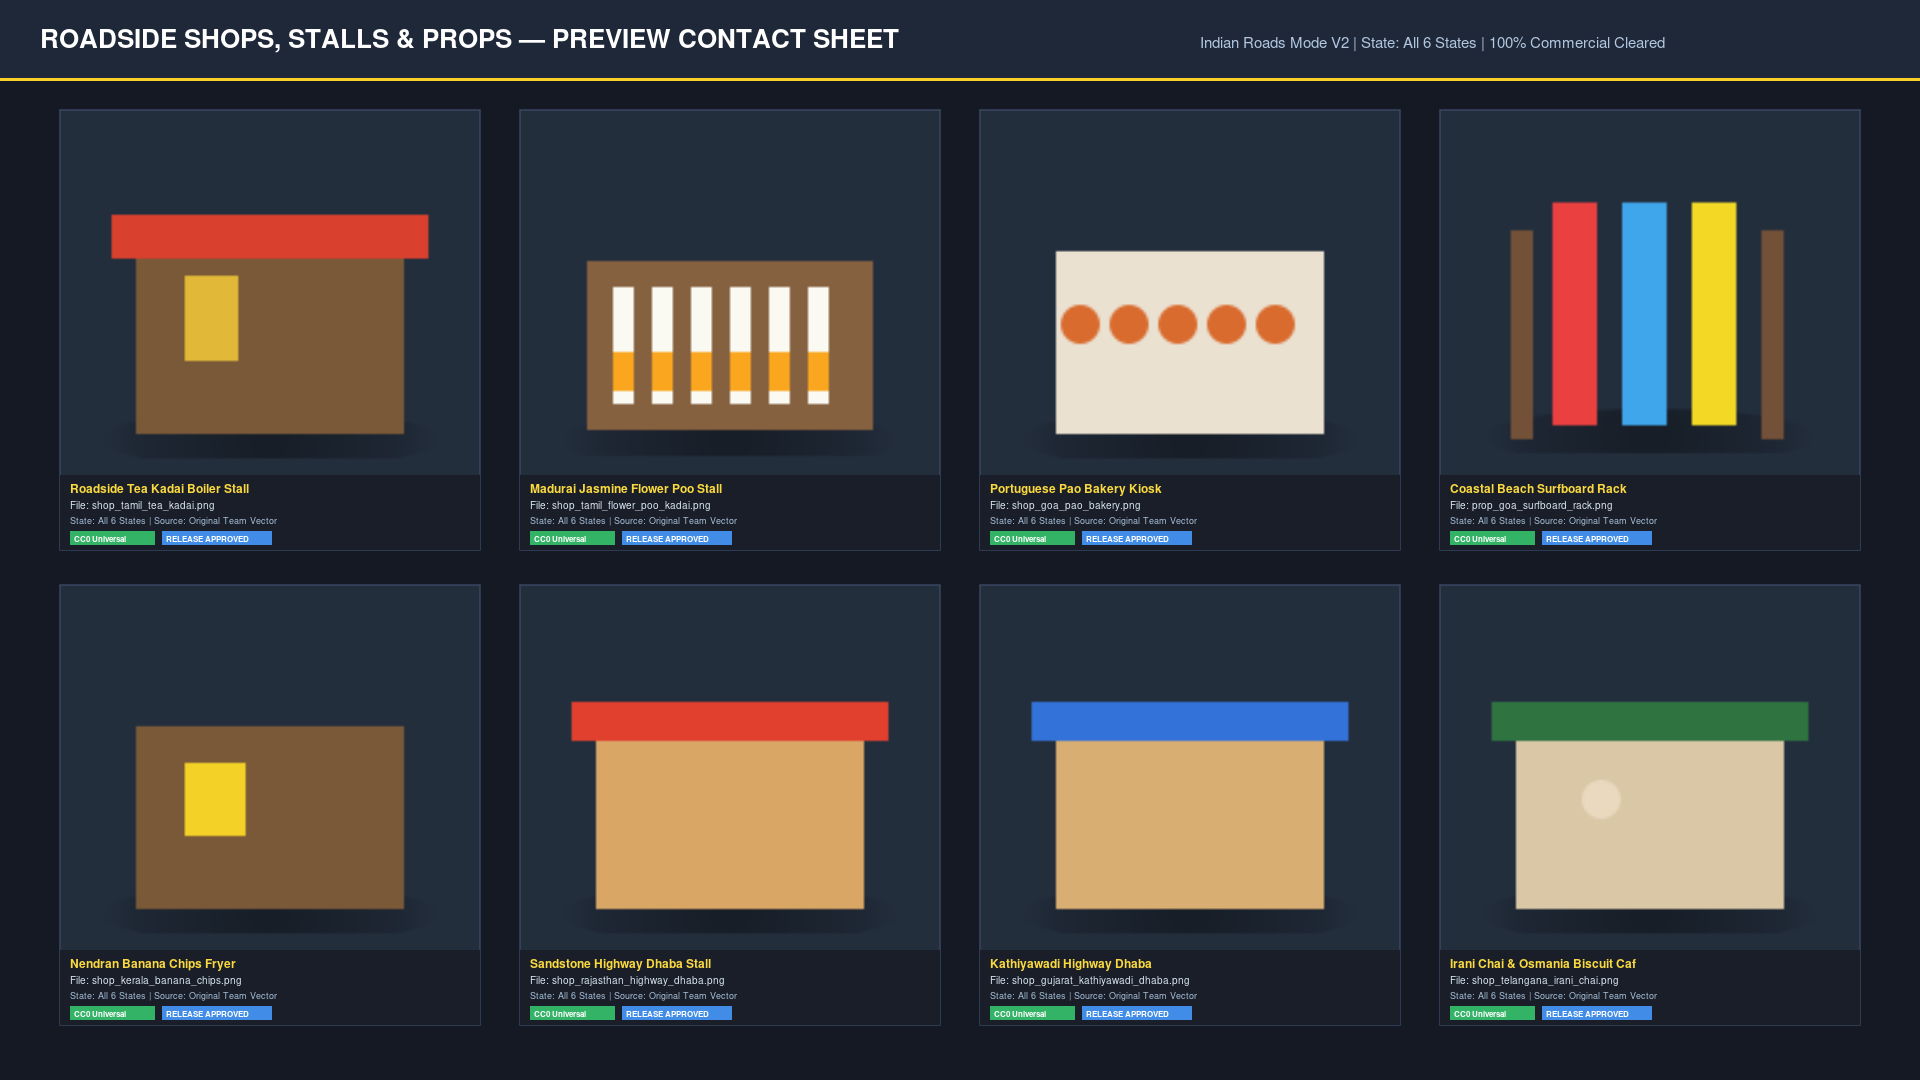 ROADSIDE SHOPS, STALLS & PROPS — PREVIEW CONTACT SHEET
Indian Roads Mode V2 | State: All 6 States | 100% Commercial Cleared
Roadside Tea Kadai Boiler Stall
File: shop_tamil_tea_kadai.png
State: All 6 States | Source: Original Team Vector
CC0 Universal
RELEASE APPROVED
Madurai Jasmine Flower Poo Stall
File: shop_tamil_flower_poo_kadai.png
State: All 6 States | Source: Original Team Vector
CC0 Universal
RELEASE APPROVED
Portuguese Pao Bakery Kiosk
File: shop_goa_pao_bakery.png
State: All 6 States | Source: Original Team Vector
CC0 Universal
RELEASE APPROVED
Coastal Beach Surfboard Rack
File: prop_goa_surfboard_rack.png
State: All 6 States | Source: Original Team Vector
CC0 Universal
RELEASE APPROVED
Nendran Banana Chips Fryer
File: shop_kerala_banana_chips.png
State: All 6 States | Source: Original Team Vector
CC0 Universal
RELEASE APPROVED
Sandstone Highway Dhaba Stall
File: shop_rajasthan_highway_dhaba.png
State: All 6 States | Source: Original Team Vector
CC0 Universal
RELEASE APPROVED
Kathiyawadi Highway Dhaba
File: shop_gujarat_kathiyawadi_dhaba.png
State: All 6 States | Source: Original Team Vector
CC0 Universal
RELEASE APPROVED
Irani Chai & Osmania Biscuit Caf
File: shop_telangana_irani_chai.png
State: All 6 States | Source: Original Team Vector
CC0 Universal
RELEASE APPROVED